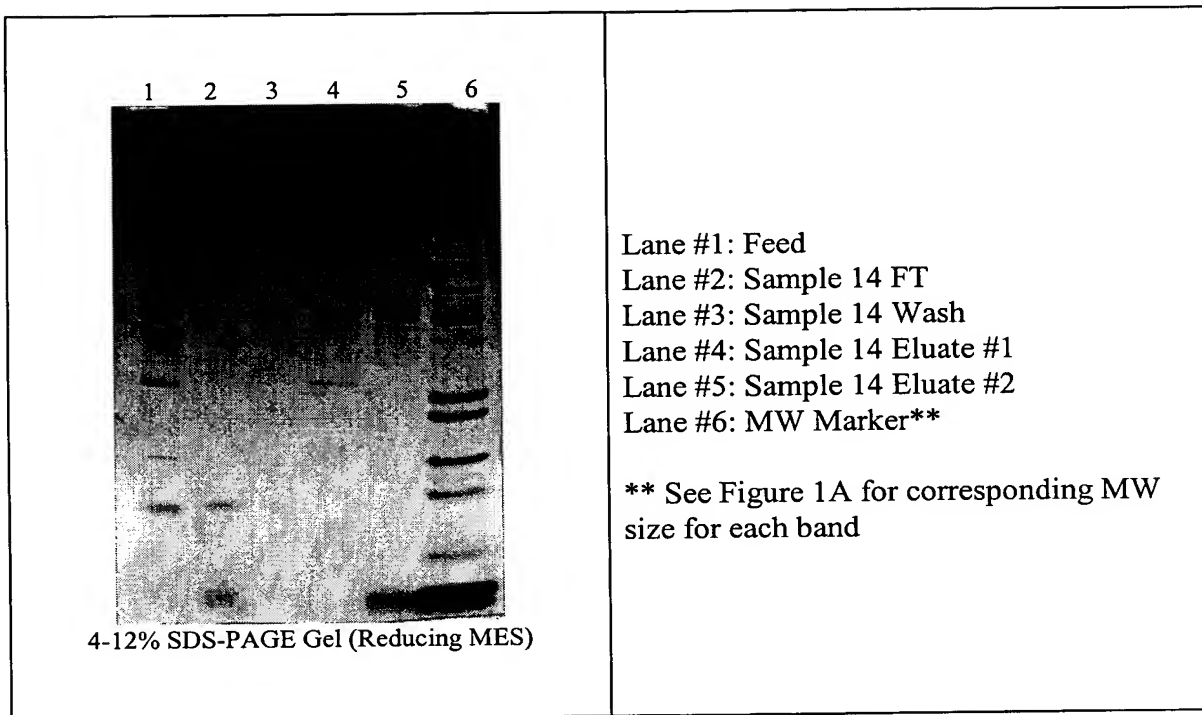 1 2 3 4 5 6
4-12% SDS-PAGE Gel (Reducing MES)
Lane #1: Feed
Lane #2: Sample 14 FT
Lane #3: Sample 14 Wash
Lane #4: Sample 14 Eluate #1
Lane #5: Sample 14 Eluate #2
Lane #6: MW Marker**
** See Figure 1A for corresponding MW
size for each band